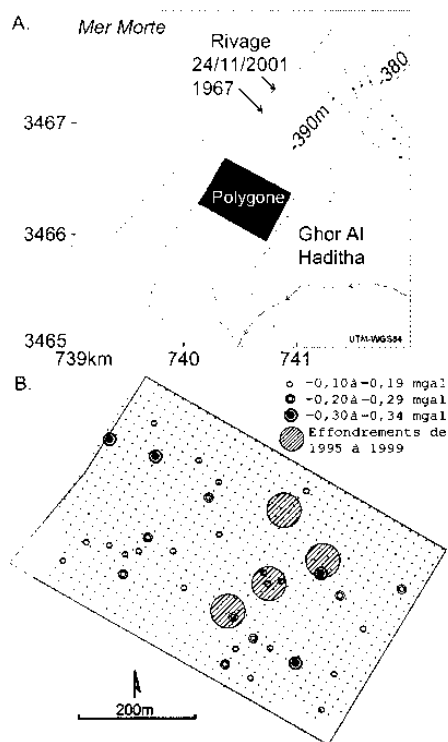 A.
Mer Morte
Rivage
24/11/2001
1967
-380
-390m
3467
Polygone
3466
Ghor Al
Haditha
3465
UTM-WGS84
739km
740
741
B.
-0,10à-0,19 mgal
-0,20à-0,29 mgal
-0,30à-0,34 mgal
Effondrements de
1995 à 1999
200m